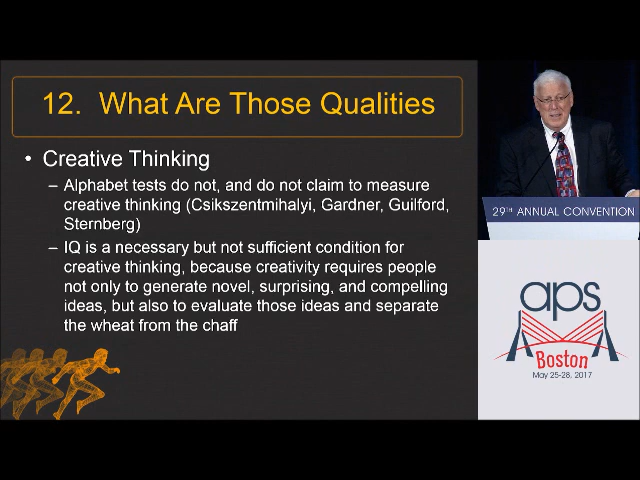 12.  What Are Those Qualities
• Creative Thinking
– Alphabet tests do not, and do not claim to measure
creative thinking (Csikszentmihalyi, Gardner, Guilford,
Sternberg)
– IQ is a necessary but not sufficient condition for
creative thinking, because creativity requires people
not only to generate novel, surprising, and compelling
ideas, but also to evaluate those ideas and separate
the wheat from the chaff
29TH ANNUAL CONVENTION
aps
Boston
May 25-28, 2017